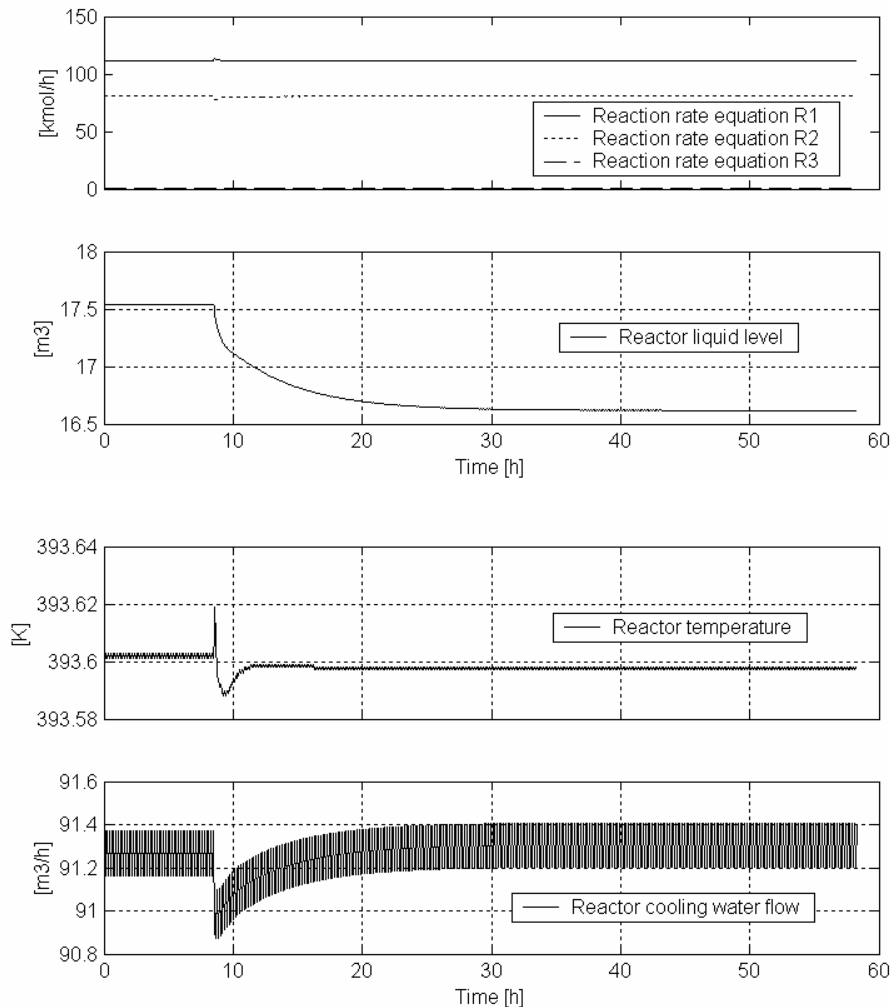 150
100
50
0
[kmol/h]
Reaction rate equation R1
Reaction rate equation R2
Reaction rate equation R3
18
17.5
17
16.5
[m3]
Reactor liquid level
0 10 20 30 40 50 60
Time [h]
393.64
393.62
393.6
393.58
[K]
Reactor temperature
91.6
91.4
91.2
91
90.8
[m3/h]
Reactor cooling water flow
0 10 20 30 40 50 60
Time [h]